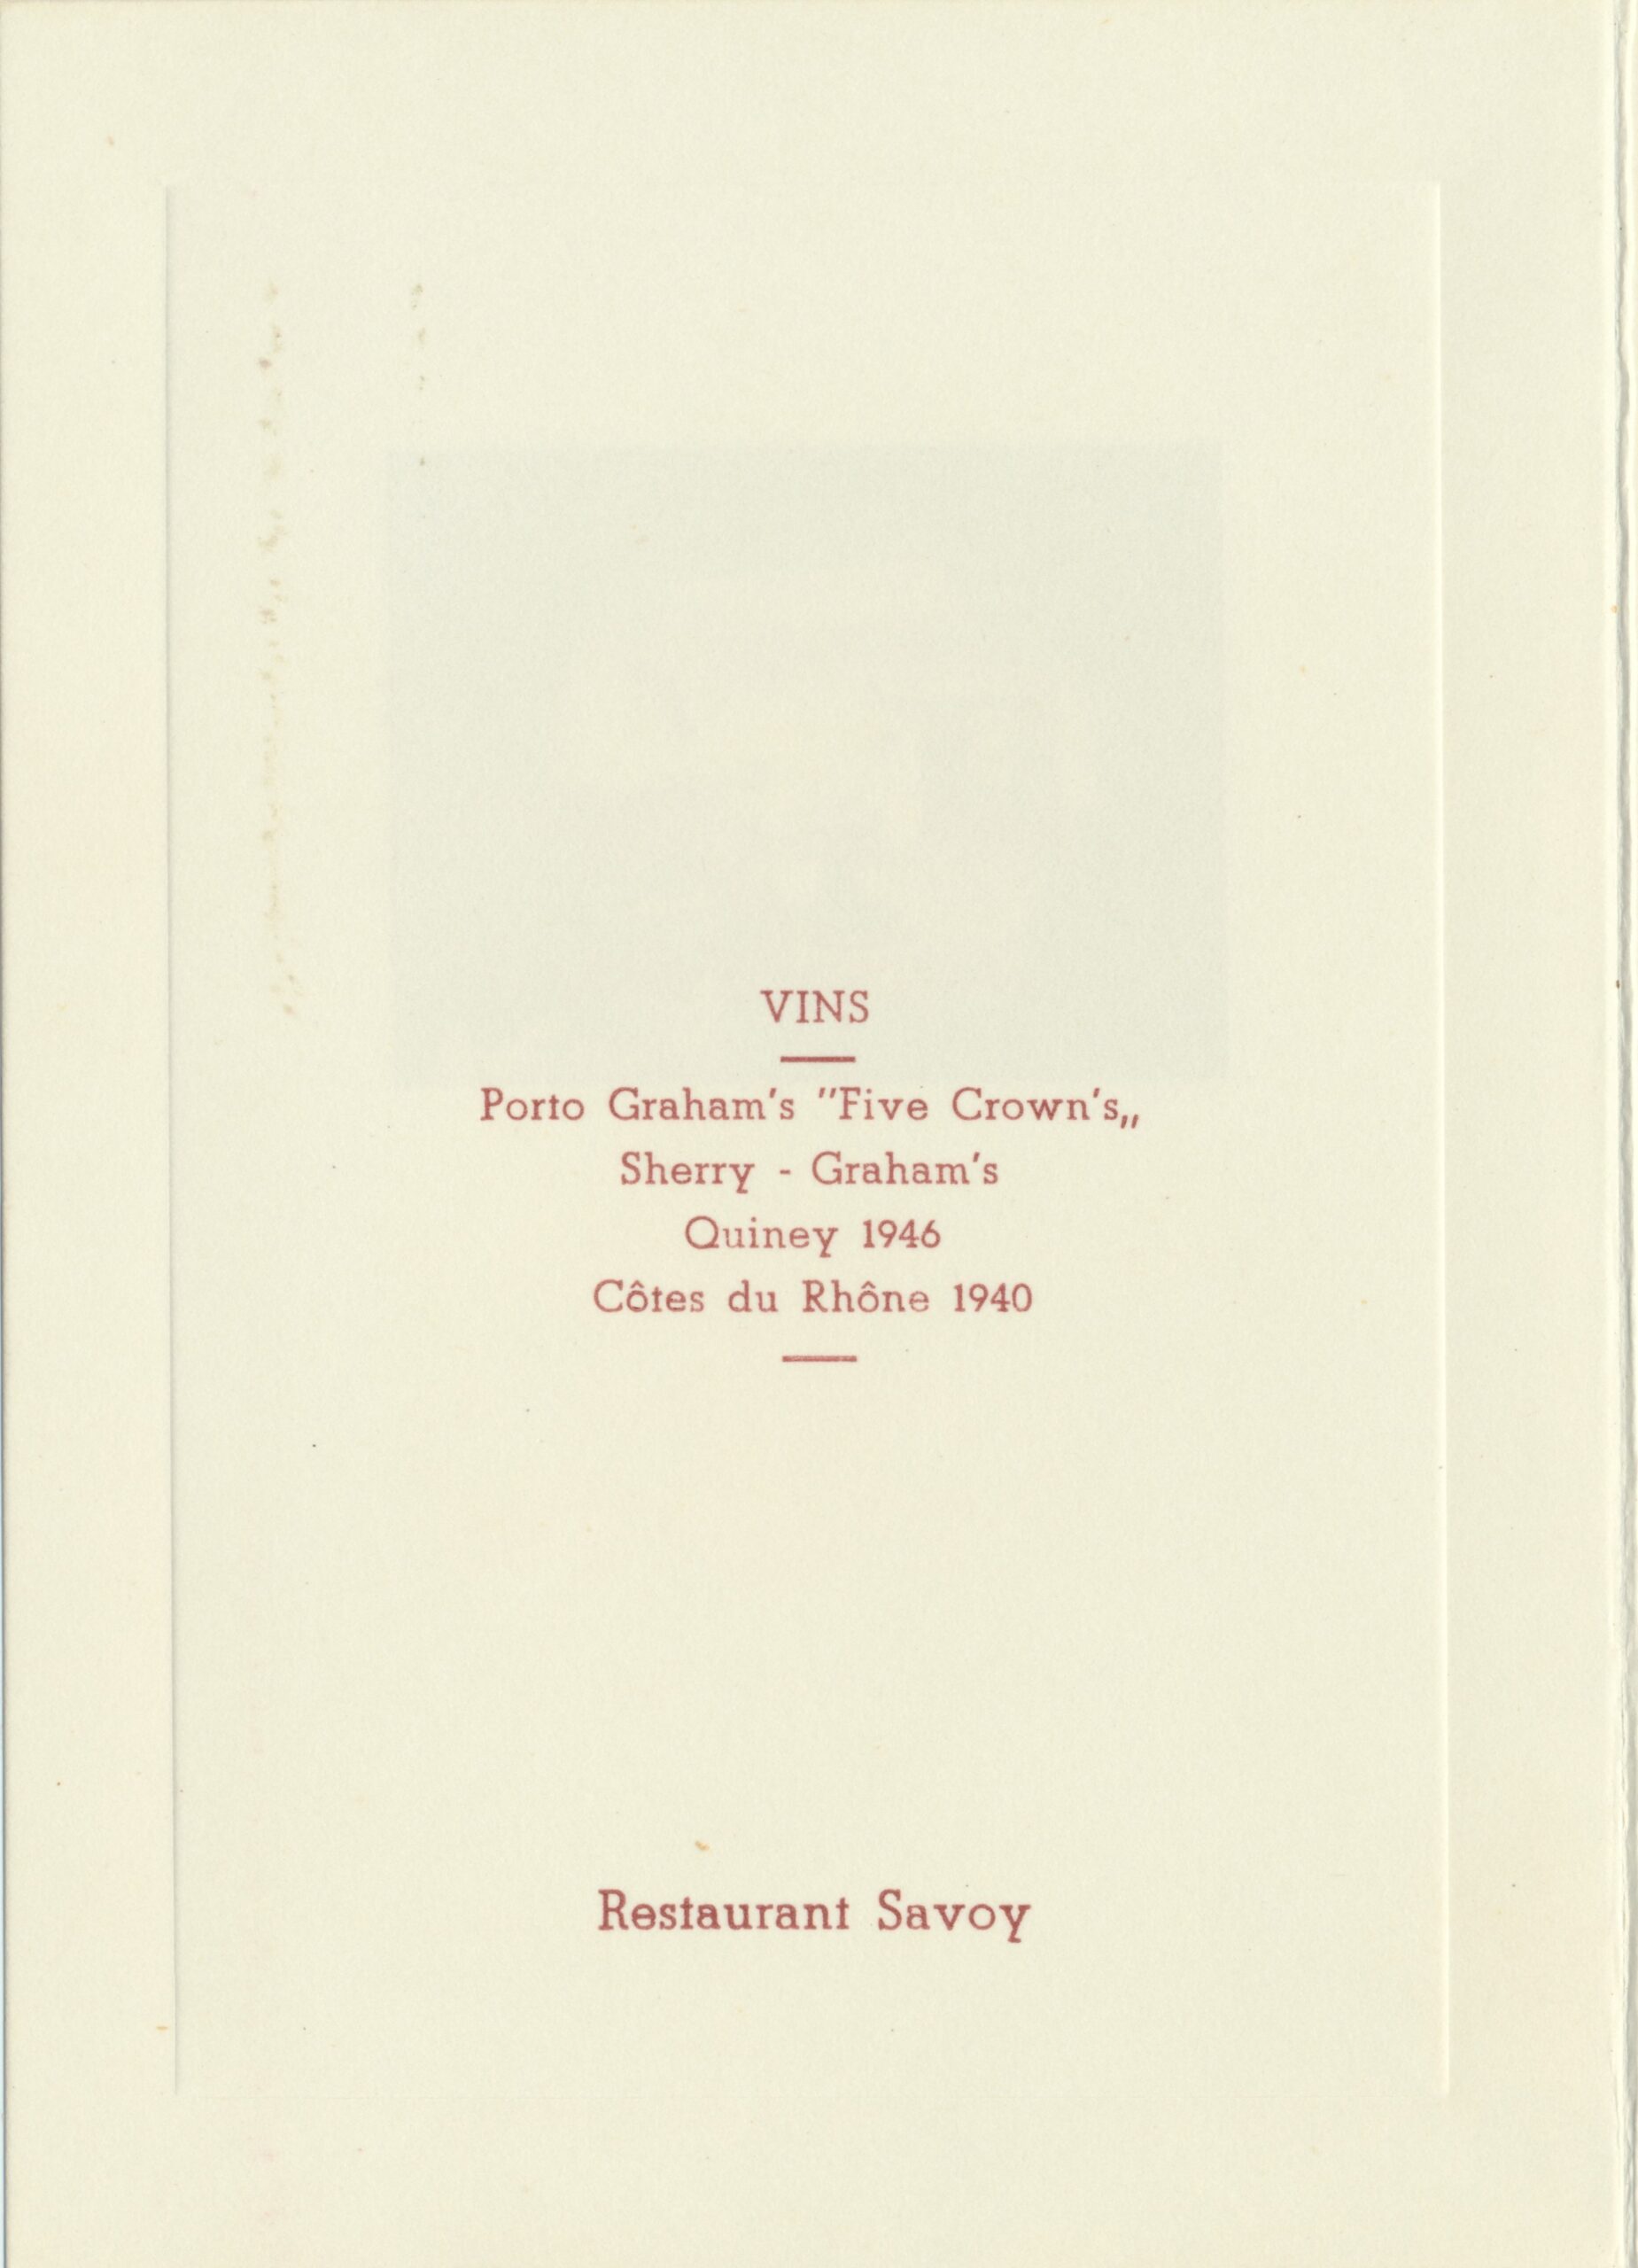 VINS
Porto Graham's "Five Crown's„
Sherry - Graham's
Quiney 1946
Côtes du Rhône 1940
Restaurant Savoy